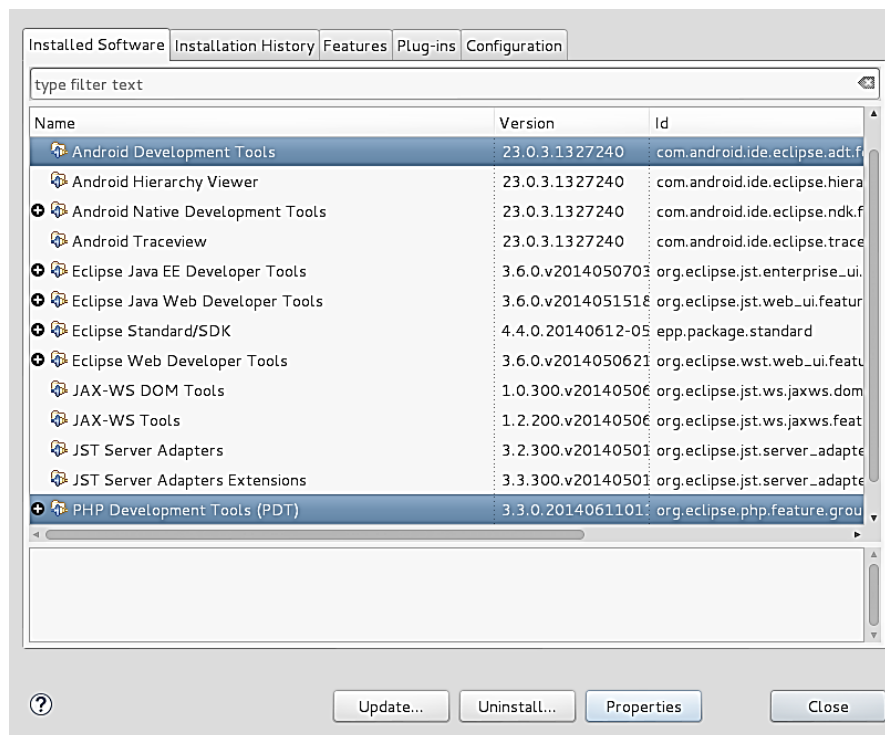 Installed Software Installation History Features Plug-ins Configuration
type filter text
Name Version Id
Android Development Tools 23.0.3.1327240 com.android.ide.eclipse.adt.f
Android Hierarchy Viewer 23.0.3.1327240 com.android.ide.eclipse.hiera
Android Native Development Tools 23.0.3.1327240 com.android.ide.eclipse.ndk.f
Android Traceview 23.0.3.1327240 com.android.ide.eclipse.trace
Eclipse Java EE Developer Tools 3.6.0.v2014050703 org.eclipse.jst.enterprise_ui.
Eclipse Java Web Developer Tools 3.6.0.v2014051518 org.eclipse.jst.web_ui.featur
Eclipse Standard/SDK 4.4.0.20140612-05 epp.package.standard
Eclipse Web Developer Tools 3.6.0.v2014050621 org.eclipse.wst.web_ui.featu
JAX-WS DOM Tools 1.0.300.v20140506 org.eclipse.jst.ws.jaxws.dom
JAX-WS Tools 1.2.200.v20140506 org.eclipse.jst.ws.jaxws.feat
JST Server Adapters 3.2.300.v20140501 org.eclipse.jst.server_adapte
JST Server Adapters Extensions 3.3.300.v20140501 org.eclipse.jst.server_adapte
PHP Development Tools (PDT) 3.3.0.20140611011 org.eclipse.php.feature.grou
? Update... Uninstall... Properties Close